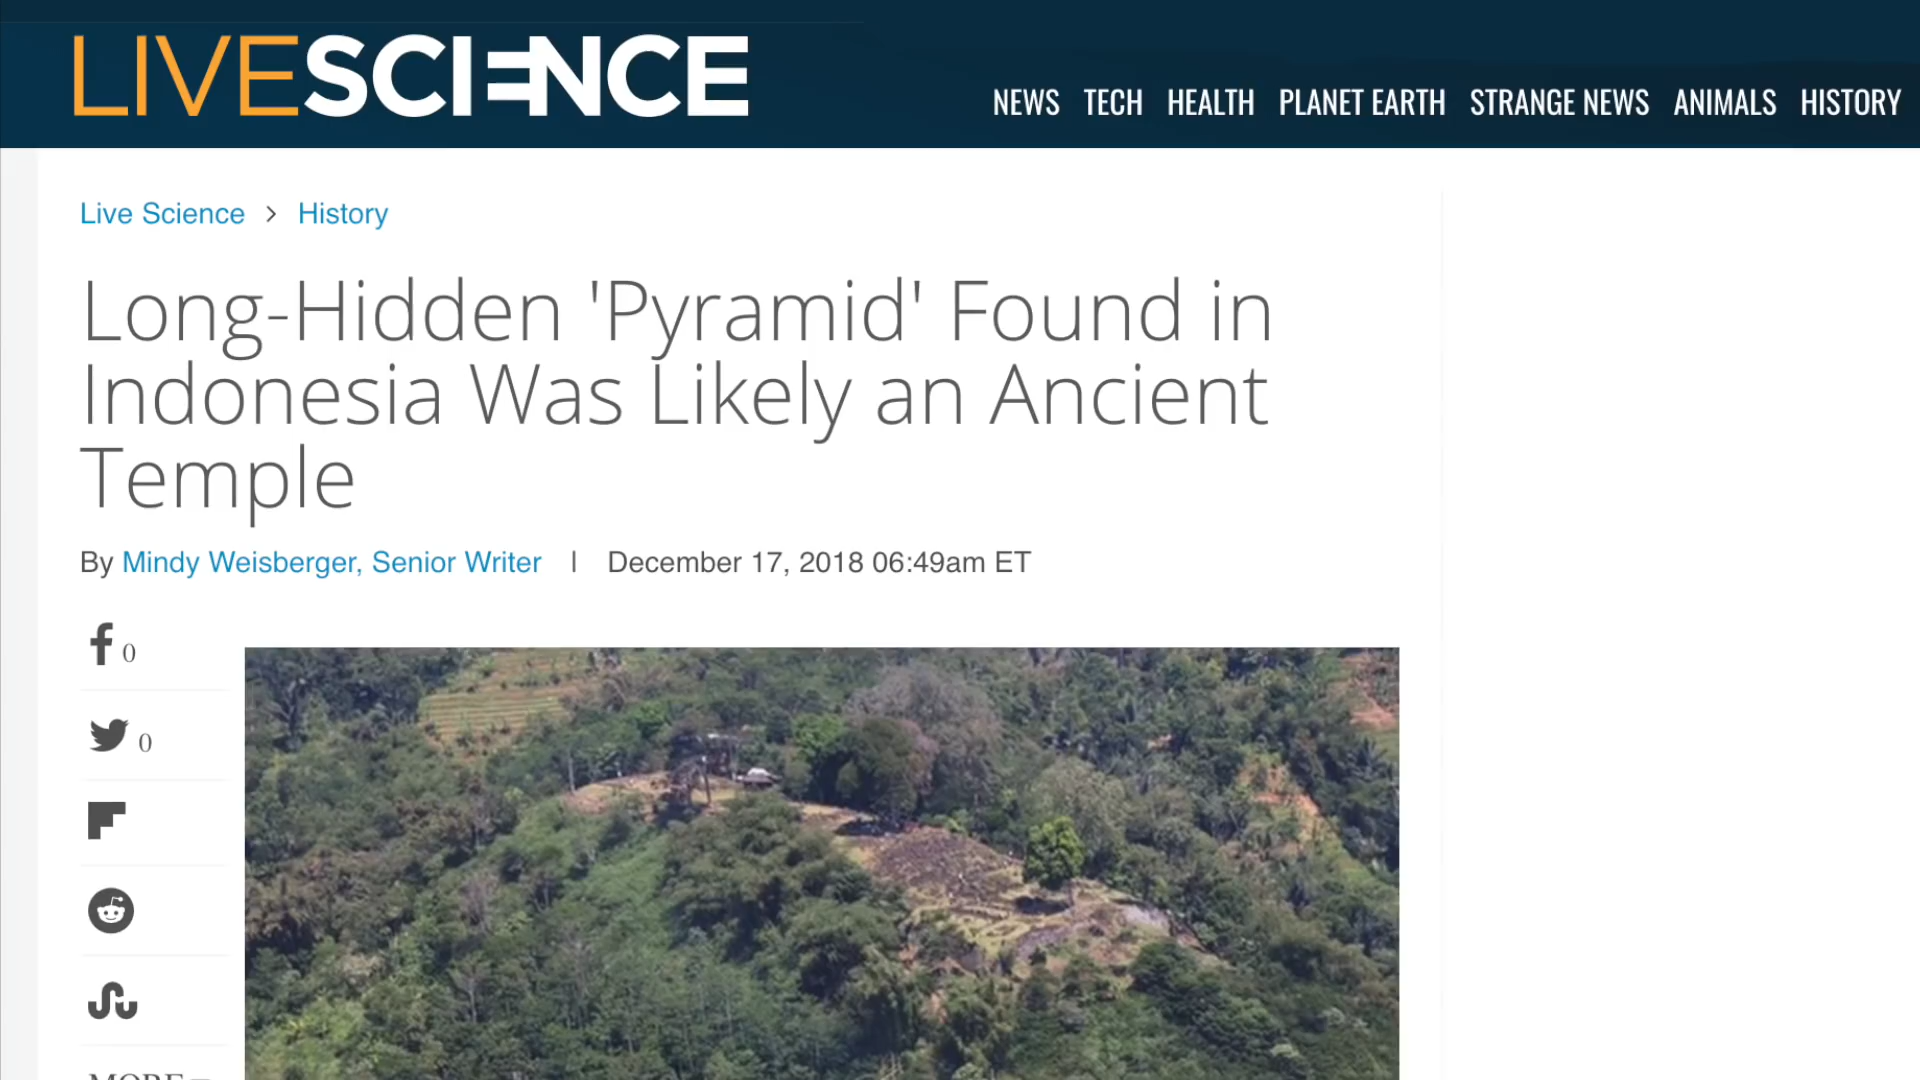 LIVESCIENCE
NEWS TECH HEALTH PLANET EARTH STRANGE NEWS ANIMALS HISTORY
Live Science > History
Long-Hidden 'Pyramid' Found in
Indonesia Was Likely an Ancient
Temple
By Mindy Weisberger, Senior Writer | December 17, 2018 06:49am ET
0
0
MORE